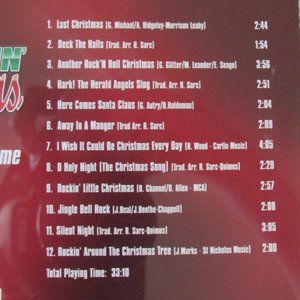 IN'
as
me
1. Last Christmas (G. Michael/A. Ridgeley-Morrison Leahy) 2:44
2. Deck The Halls (Trad. Arr. R. Sarc) 1:54
3. Another Rock'N Roll Christmas (G. Glitter/M. Leander/E. Seago) 3:56
4. Hark! The Herald Angels Sing (Trad. Arr. R. Sarc) 2:21
5. Here Comes Santa Claus (G. Autry/O.Haldeman) 2:04
6. Away In A Manger (Trad Arr. R. Sarc) 2:09
7. I Wish It Could Be Christmas Every Day (R. Wood - Carlin Music) 4:05
8. O Holy Night [The Christmas Song] (Trad. Arr. R. Sarc-Quimus) 2:29
9. Rockin' Little Christmas (R. Channel/D. Allen - MCA) 2:57
10. Jingle Bell Rock (J.Beal/J.Boothe-Chappell) 2:08
11. Silent Night (Trad. Arr. R. Sarc-Quimus) 3:05
12. Rockin' Around The Christmas Tree (J.Marks - St Nicholas Music) 2:00
Total Playing Time: 33:10